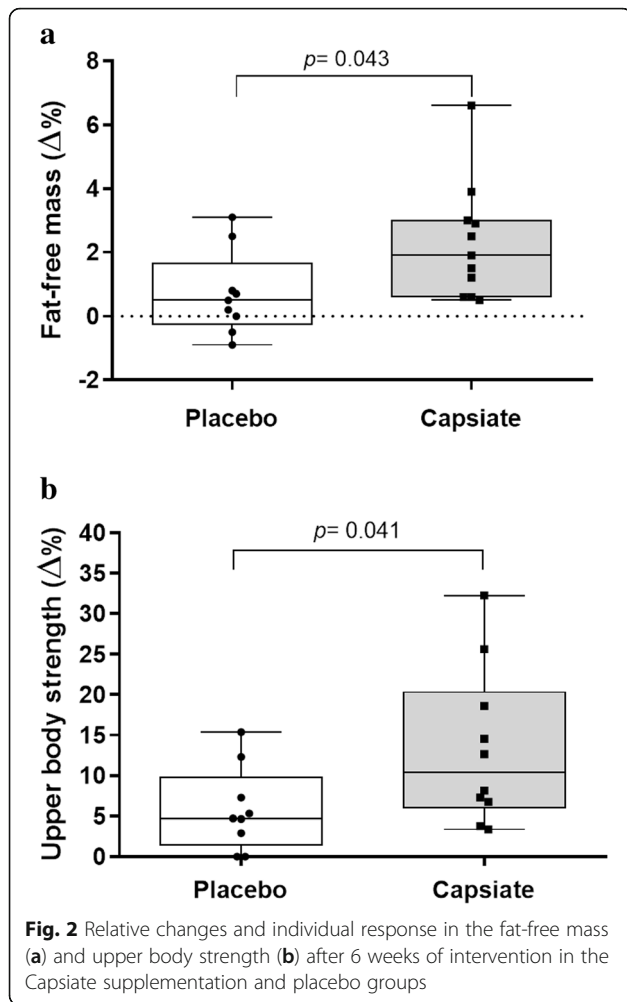 a
p= 0.043
Fat-free mass (Δ%)
8
6
4
2
0
-2
Placebo Capsiate
b
p= 0.041
Upper body strength (Δ%)
40
35
30
25
20
15
10
5
0
Placebo Capsiate
Fig. 2 Relative changes and individual response in the fat-free mass
(a) and upper body strength (b) after 6 weeks of intervention in the
Capsiate supplementation and placebo groups